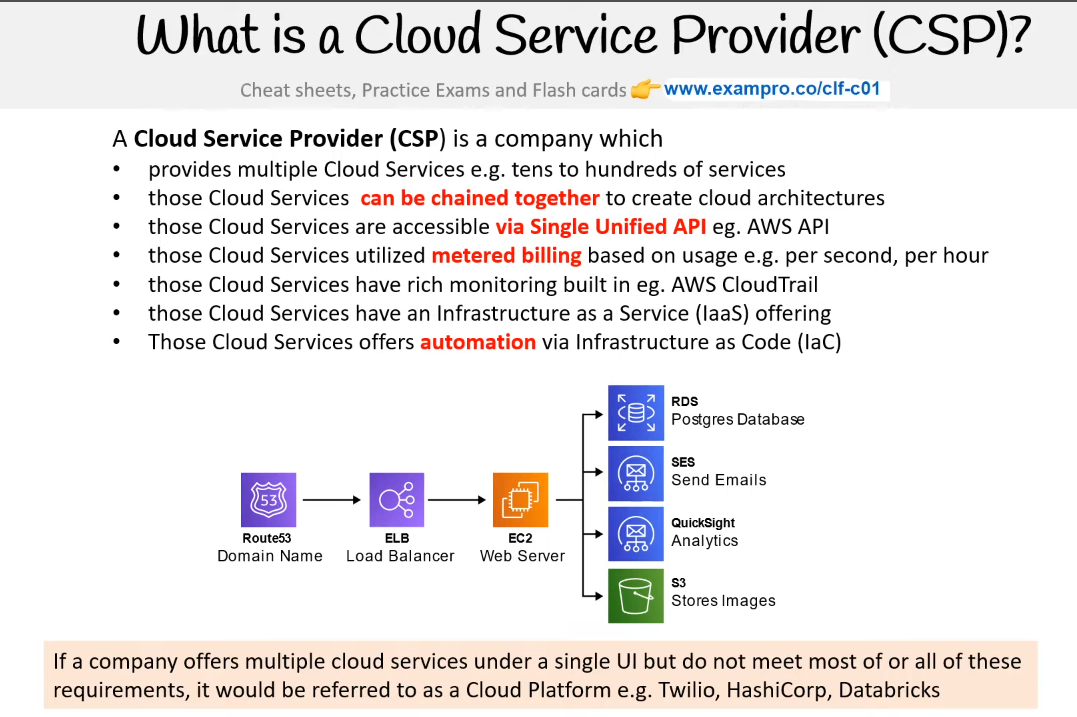 What is a Cloud Service Provider (CSP)?
Cheat sheets, Practice Exams and Flash cards 👉 www.exampro.co/clf-c01
A Cloud Service Provider (CSP) is a company which
• provides multiple Cloud Services e.g. tens to hundreds of services
• those Cloud Services can be chained together to create cloud architectures
• those Cloud Services are accessible via Single Unified API eg. AWS API
• those Cloud Services utilized metered billing based on usage e.g. per second, per hour
• those Cloud Services have rich monitoring built in eg. AWS CloudTrail
• those Cloud Services have an Infrastructure as a Service (IaaS) offering
• Those Cloud Services offers automation via Infrastructure as Code (IaC)
RDS
Postgres Database
SES
Send Emails
53
Route53
Domain Name
ELB
Load Balancer
EC2
Web Server
QuickSight
Analytics
S3
Stores Images
If a company offers multiple cloud services under a single UI but do not meet most of or all of these
requirements, it would be referred to as a Cloud Platform e.g. Twilio, HashiCorp, Databricks